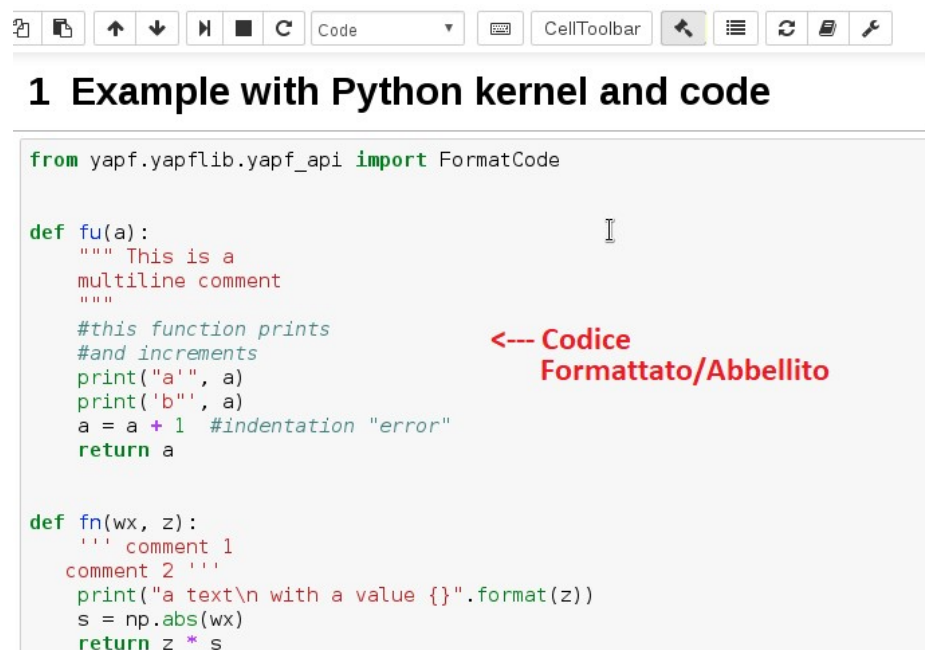 Code
CellToolbar
1 Example with Python kernel and code
from yapf.yapflib.yapf_api import FormatCode
def fu(a):
    """ This is a
    multiline comment
    """
    #this function prints
    #and increments
    print("a'", a)
    print('b"', a)
    a = a + 1  #indentation "error"
    return a
<--- Codice
Formattato/Abbellito
def fn(wx, z):
    ''' comment 1
   comment 2 '''
    print("a text\n with a value {}".format(z))
    s = np.abs(wx)
    return z * s